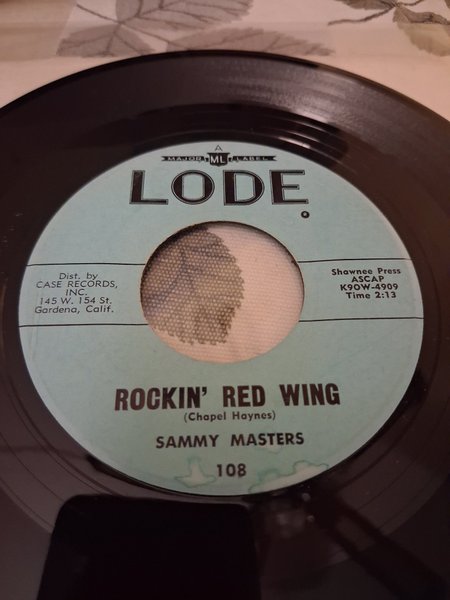 A
MAJOR ML LABEL
LODE
Dist. by
CASE RECORDS,
INC.
145 W. 154 St.
Gardena, Calif.
Shawnee Press
ASCAP
K9OW-4909
Time 2:13
ROCKIN' RED WING
(Chapel Haynes)
SAMMY MASTERS
108